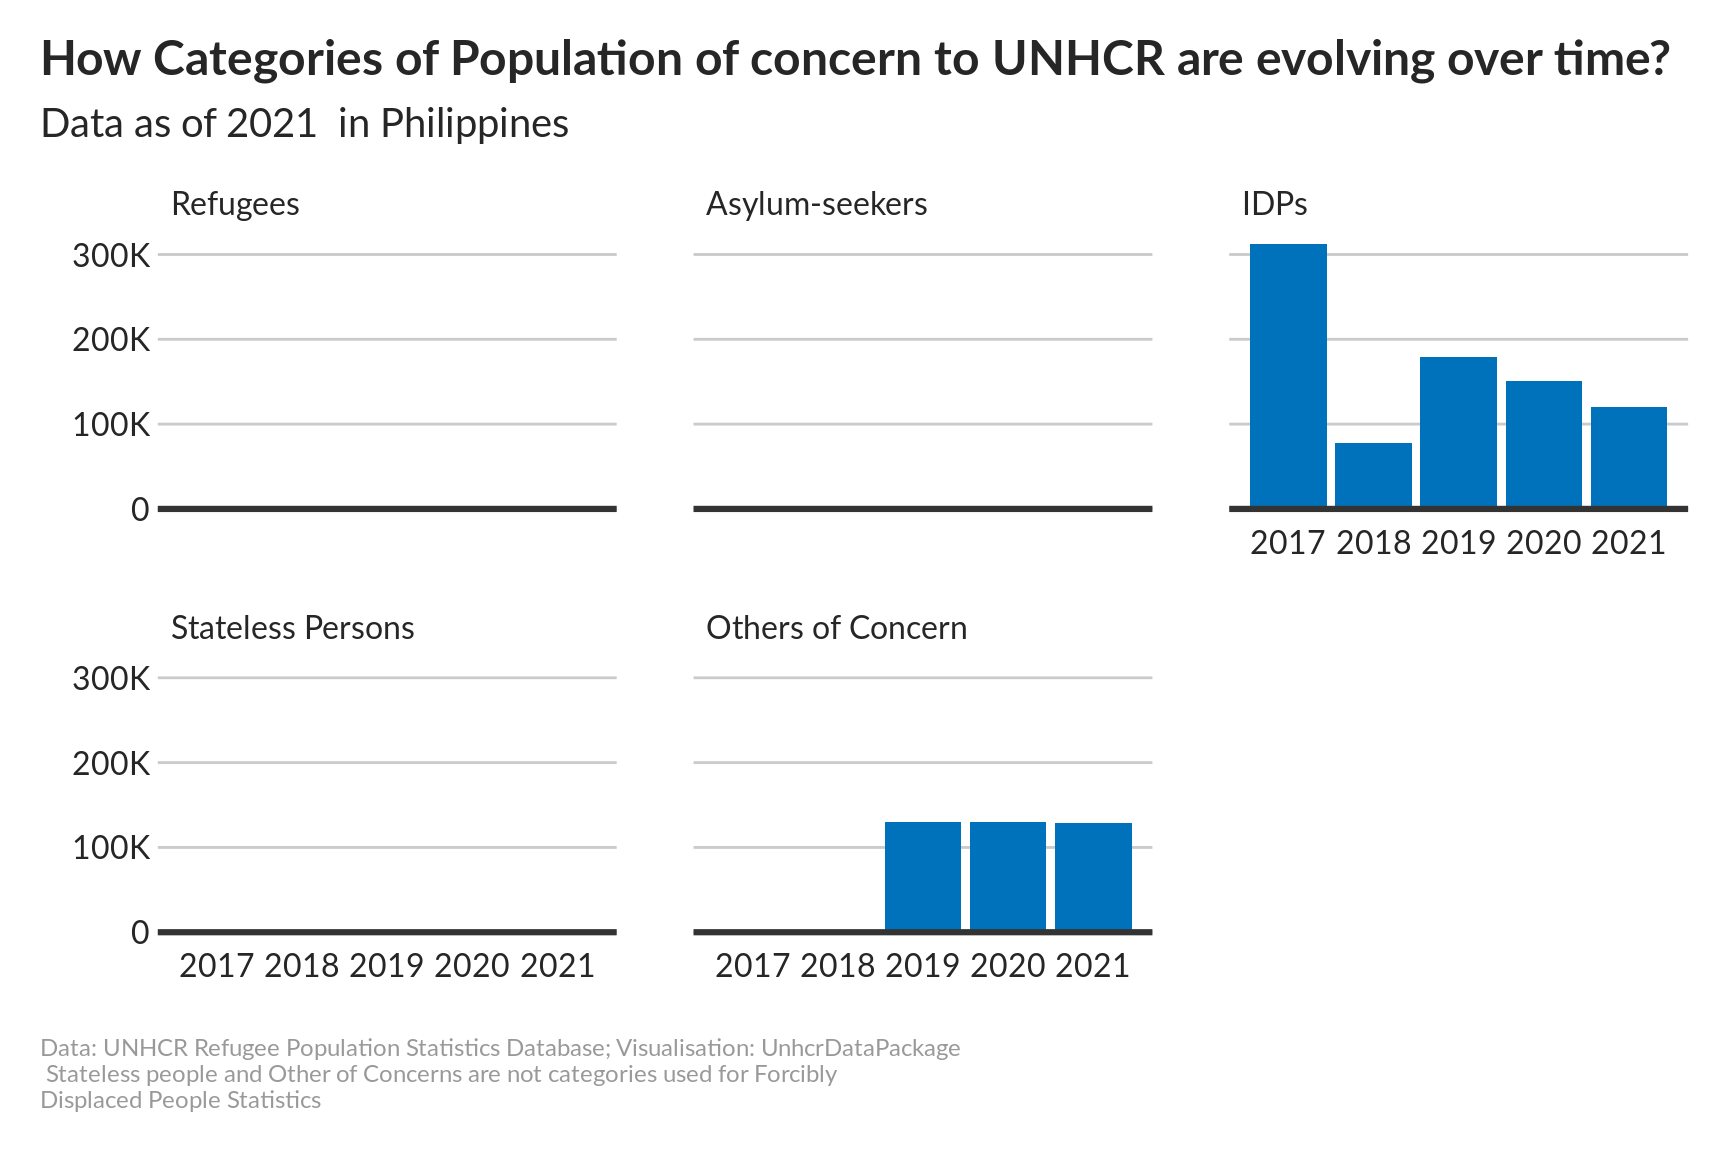 How Categories of Population of concern to UNHCR are evolving over time?
Data as of 2021  in Philippines
Refugees
Asylum-seekers
IDPs
300K
200K
100K
0
2017 2018 2019 2020 2021
Stateless Persons
Others of Concern
300K
200K
100K
0
2017 2018 2019 2020 2021
2017 2018 2019 2020 2021
Data: UNHCR Refugee Population Statistics Database; Visualisation: UnhcrDataPackage
Stateless people and Other of Concerns are not categories used for Forcibly
Displaced People Statistics